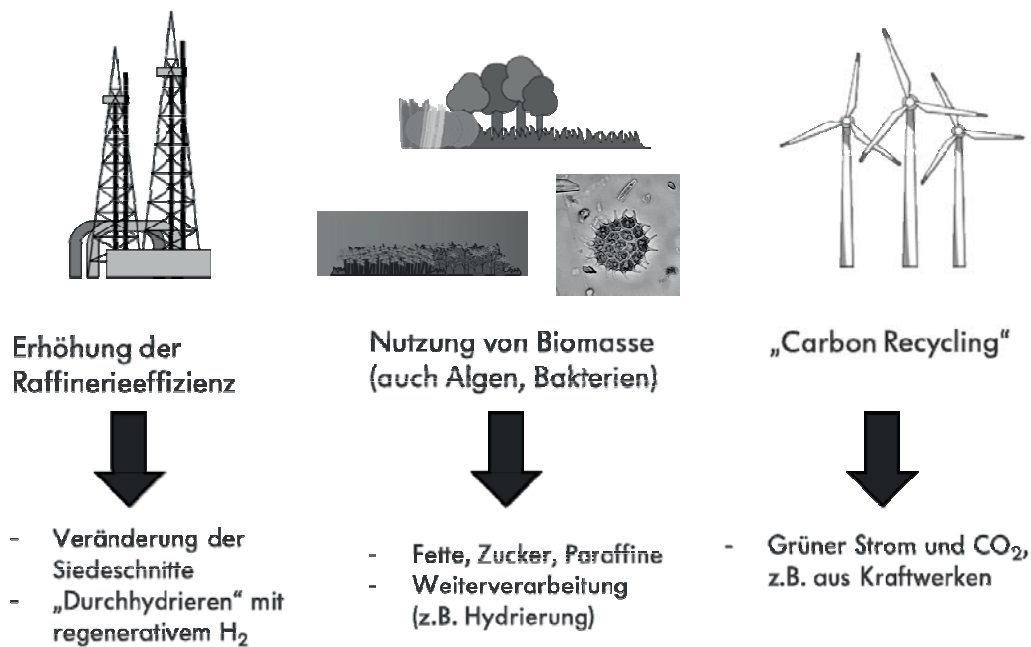 Erhöhung der
Raffinerieeffizienz
- Veränderung der
Siedeschnitte
- „Durchhydrieren“ mit
regenerativem H₂
Nutzung von Biomasse
(auch Algen, Bakterien)
- Fette, Zucker, Paraffine
- Weiterverarbeitung
(z.B. Hydrierung)
„Carbon Recycling“
- Grüner Strom und CO₂,
z.B. aus Kraftwerken